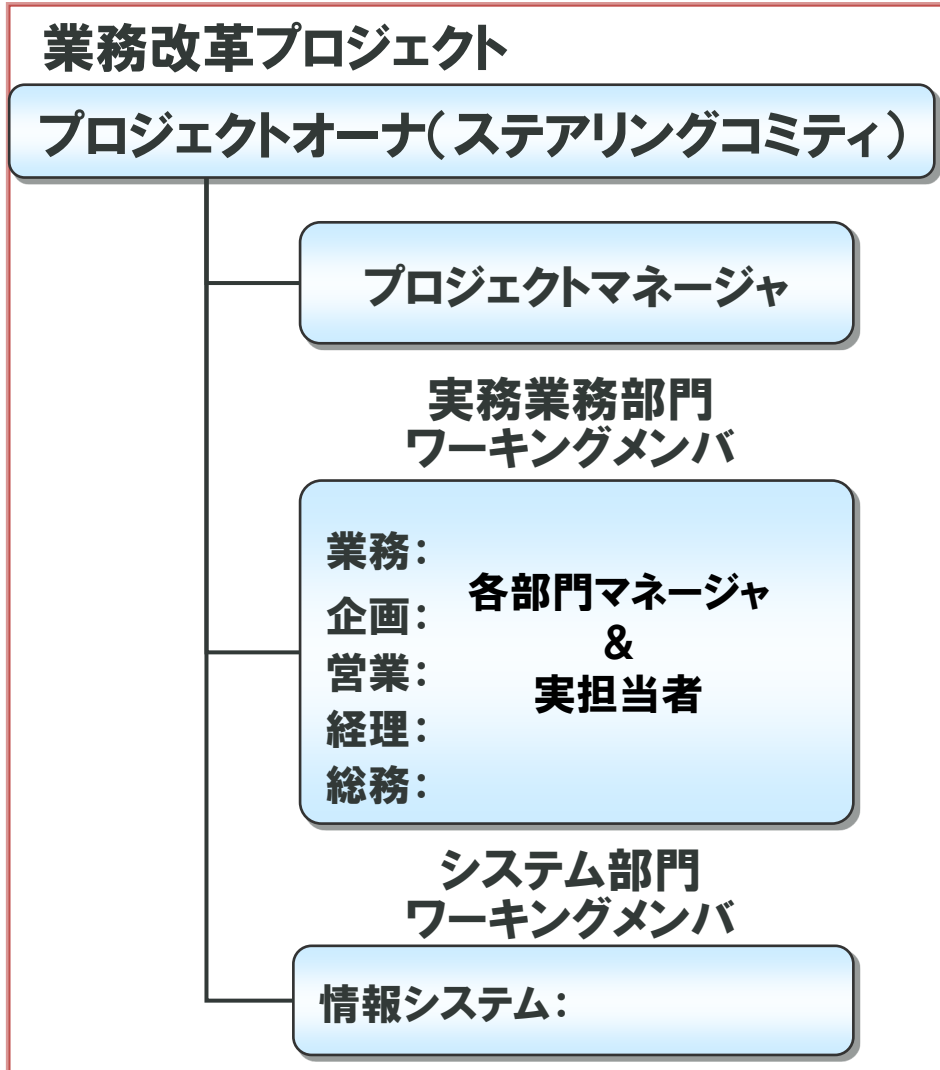 業務改革プロジェクト
プロジェクトオーナ(ステアリングコミティ)
プロジェクトマネージャ
実務業務部門
ワーキングメンバ
業務:
企画:
営業:
経理:
総務:
各部門マネージャ
&
実担当者
システム部門
ワーキングメンバ
情報システム: